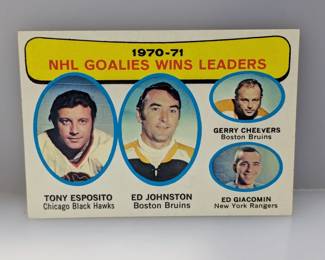 1970-71
NHL GOALIES WINS LEADERS
GERRY CHEEVERS
Boston Bruins
TONY ESPOSITO
Chicago Black Hawks
ED JOHNSTON
Boston Bruins
ED GIACOMIN
New York Rangers